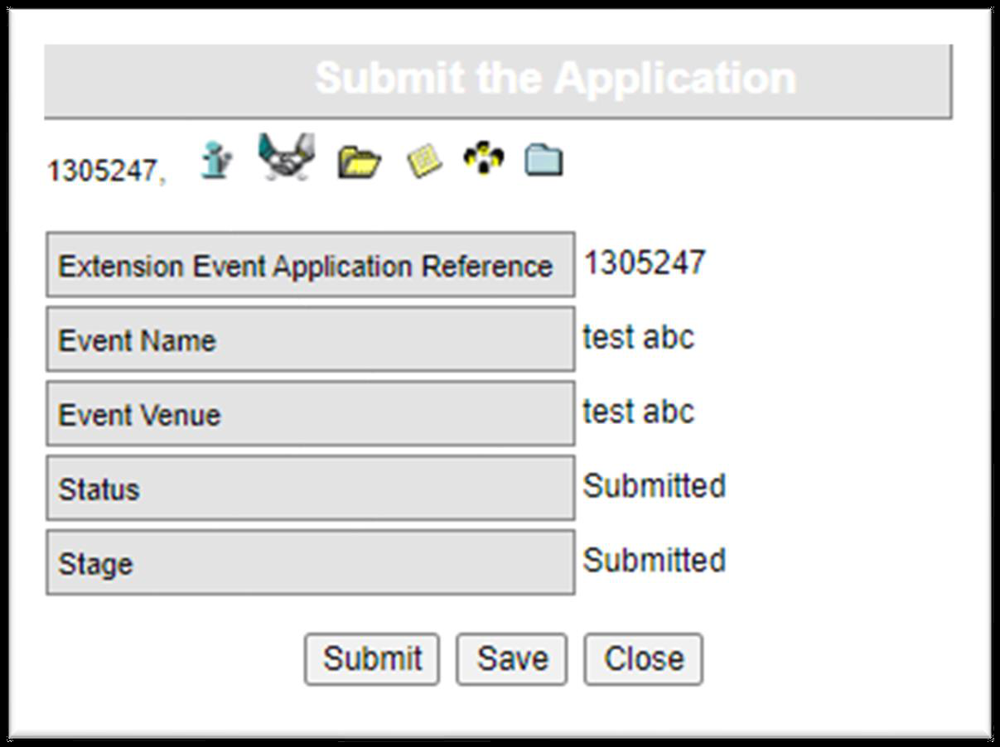 Submit the Application
1305247,
Extension Event Application Reference 1305247
Event Name test abc
Event Venue test abc
Status Submitted
Stage Submitted
Submit Save Close